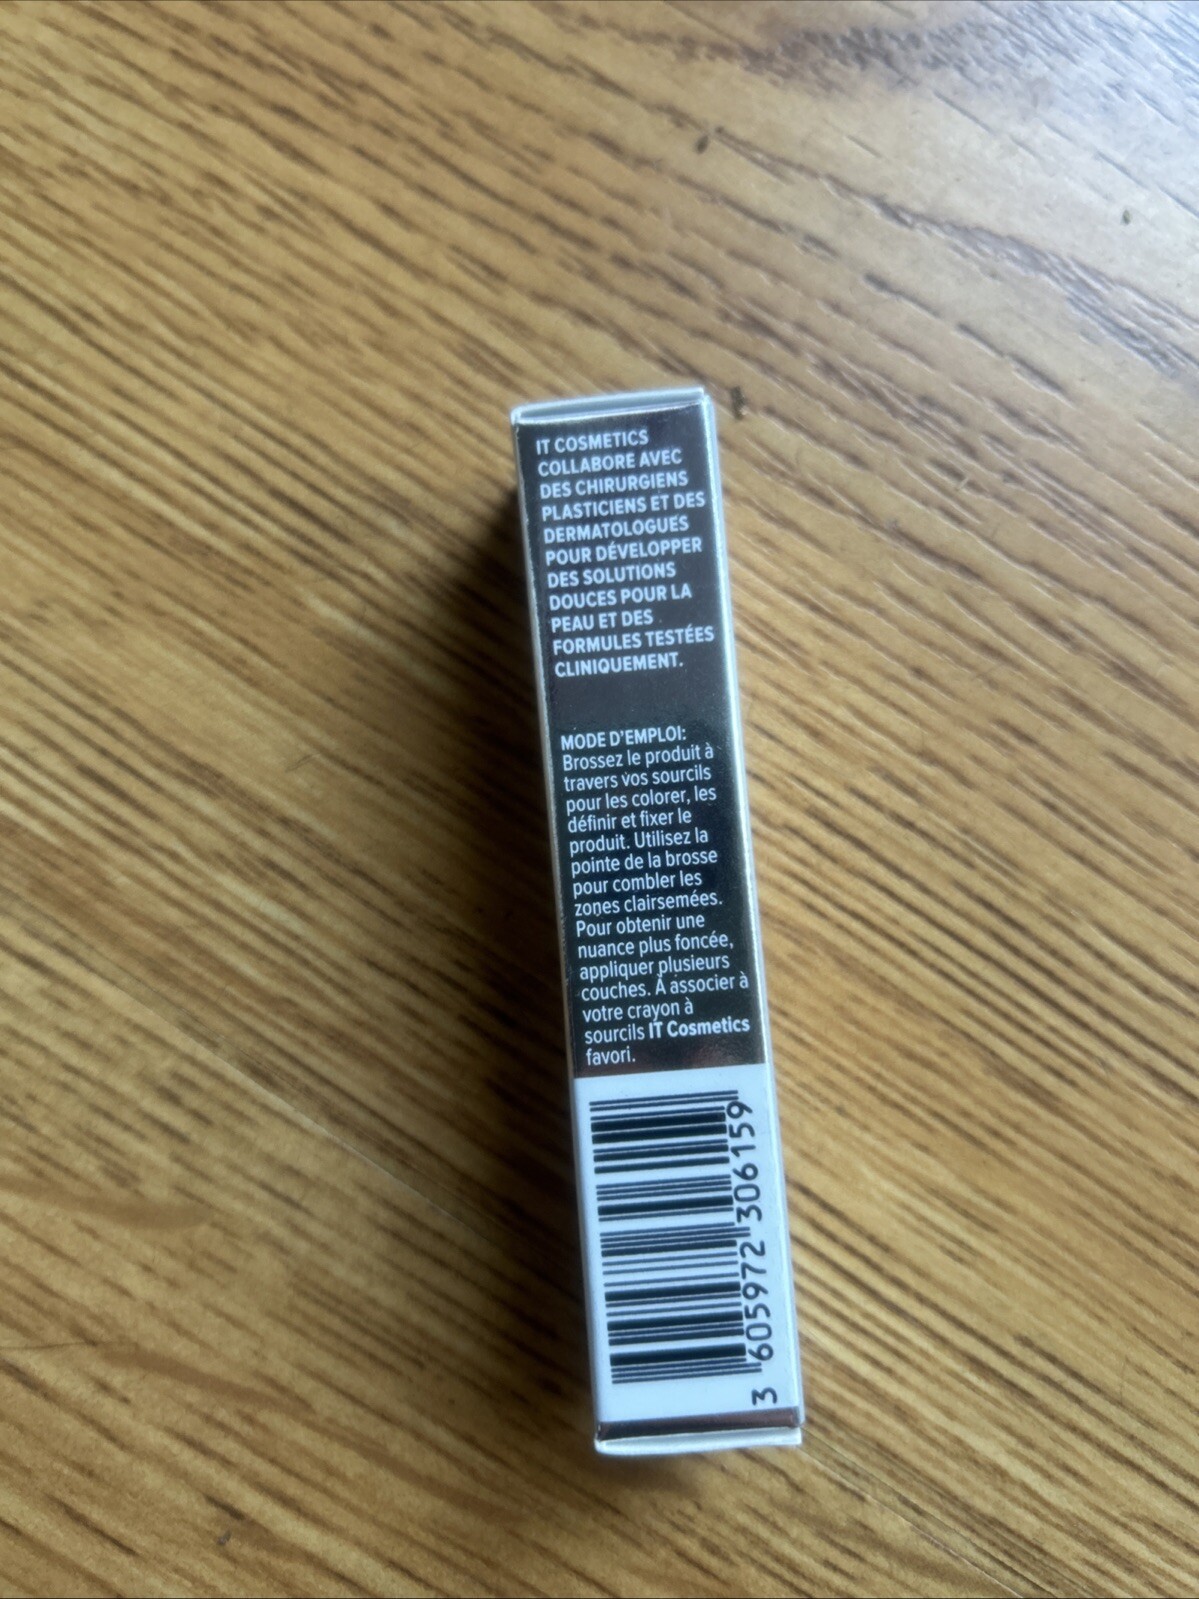 IT COSMETICS
COLLABORE AVEC
DES CHIRURGIENS
PLASTICIENS ET DES
DERMATOLOGUES
POUR DÉVELOPPER
DES SOLUTIONS
DOUCES POUR LA
PEAU ET DES
FORMULES TESTÉES
CLINIQUEMENT.
MODE D'EMPLOI:
Brossez le produit à
travers vos sourcils
pour les colorer, les
définir et fixer le
produit. Utilisez la
pointe de la brosse
pour combler les
zones clairsemées.
Pour obtenir une
nuance plus foncée,
appliquer plusieurs
couches. À associer à
votre crayon à
sourcils IT Cosmetics
favori.
3 605972 306159